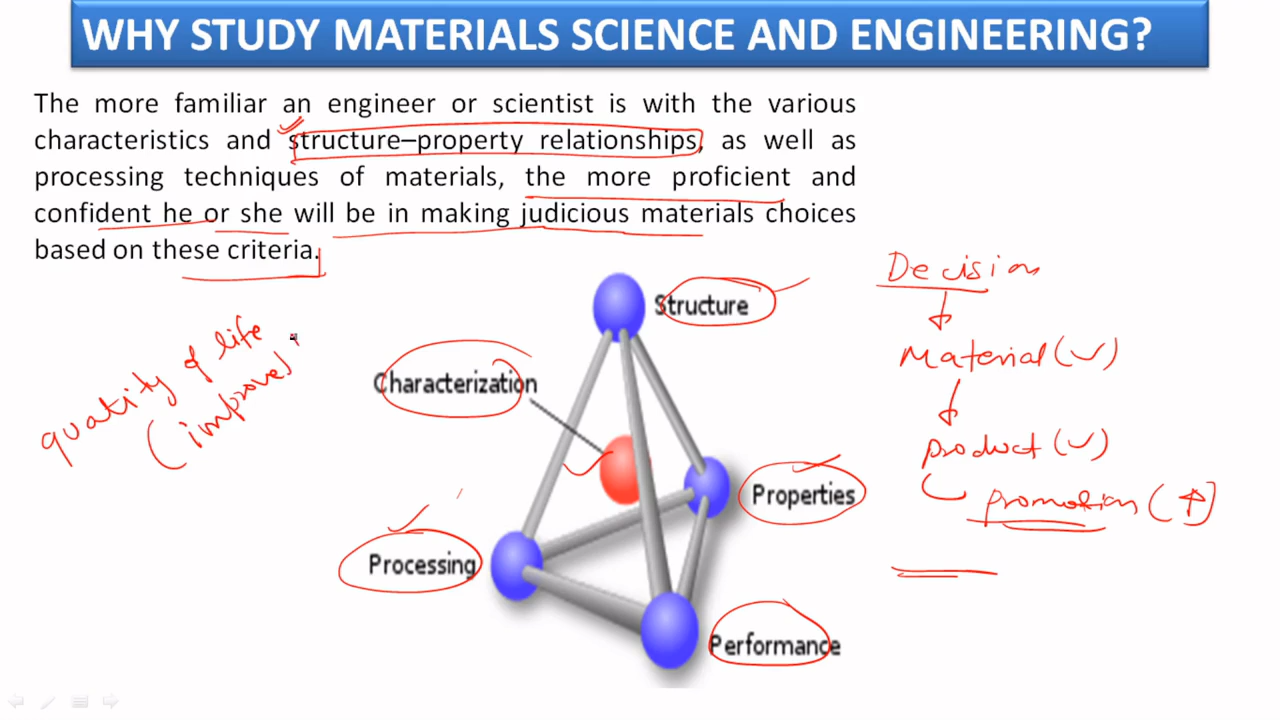 WHY STUDY MATERIALS SCIENCE AND ENGINEERING?
The more familiar an engineer or scientist is with the various
characteristics and structure–property relationships, as well as
processing techniques of materials, the more proficient and
confident he or she will be in making judicious materials choices
based on these criteria.
Structure
Characterization
Properties
Processing
Performance
quality of life
(improves)
Decision
Material (✓)
product (✓)
promotion (↑)